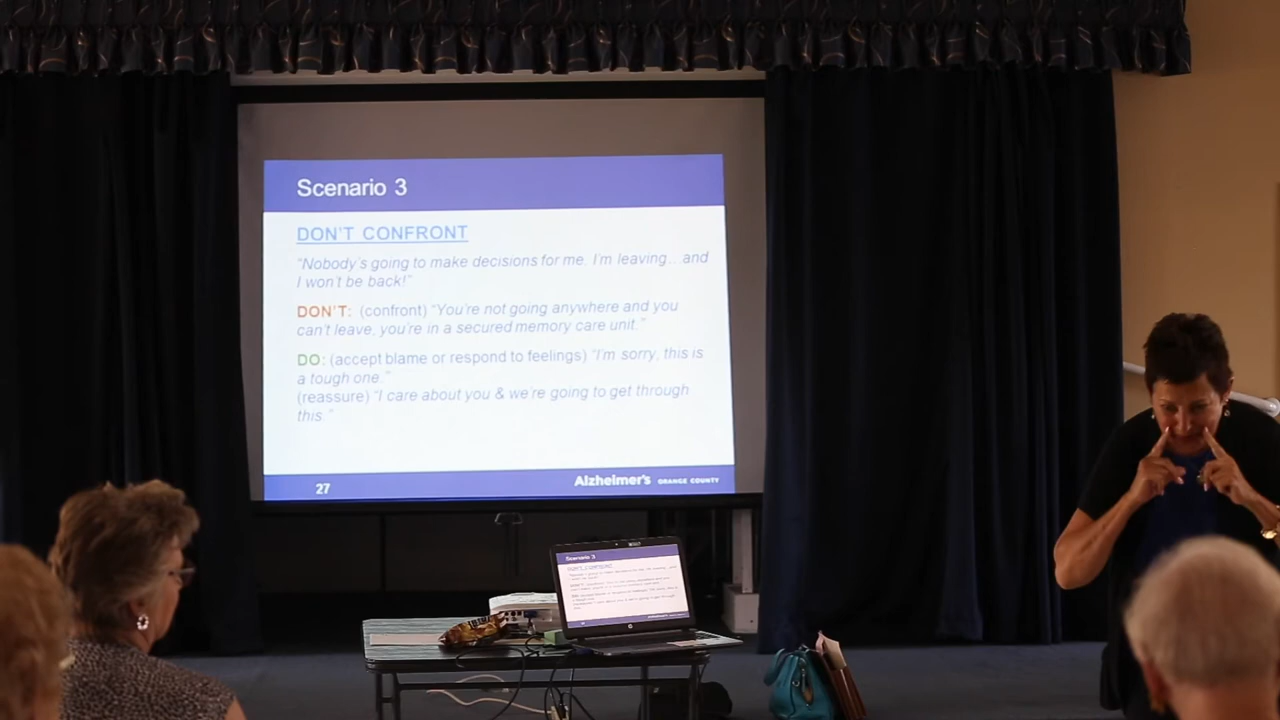 Scenario 3
DON'T CONFRONT
"Nobody's going to make decisions for me. I'm leaving...and
I won't be back!"
DON'T: (confront) "You're not going anywhere and you
can't leave, you're in a secured memory care unit."
DO: (accept blame or respond to feelings) "I'm sorry, this is
a tough one."
(reassure) "I care about you & we're going to get through
this."
27
Alzheimer's ORANGE COUNTY
Scenario 3